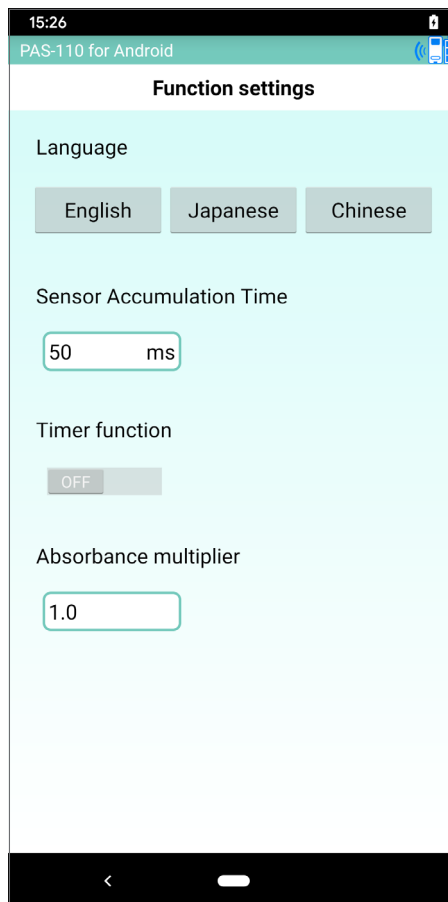 15:26
PAS-110 for Android
Function settings
Language
English Japanese Chinese
Sensor Accumulation Time
50 ms
Timer function
OFF
Absorbance multiplier
1.0